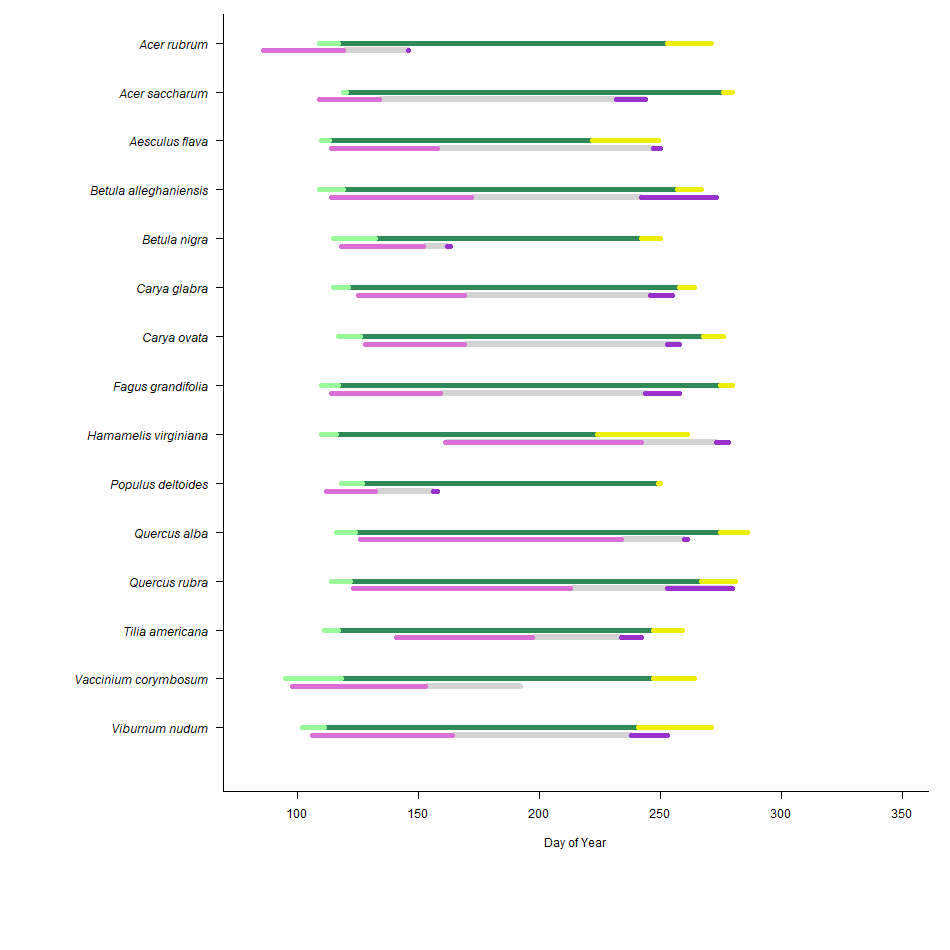 Acer rubrum
Acer saccharum
Aesculus flava
Betula alleghaniensis
Betula nigra
Carya glabra
Carya ovata
Fagus grandifolia
Hamamelis virginiana
Populus deltoides
Quercus alba
Quercus rubra
Tilia americana
Vaccinium corymbosum
Viburnum nudum
100 150 200 250 300 350
Day of Year